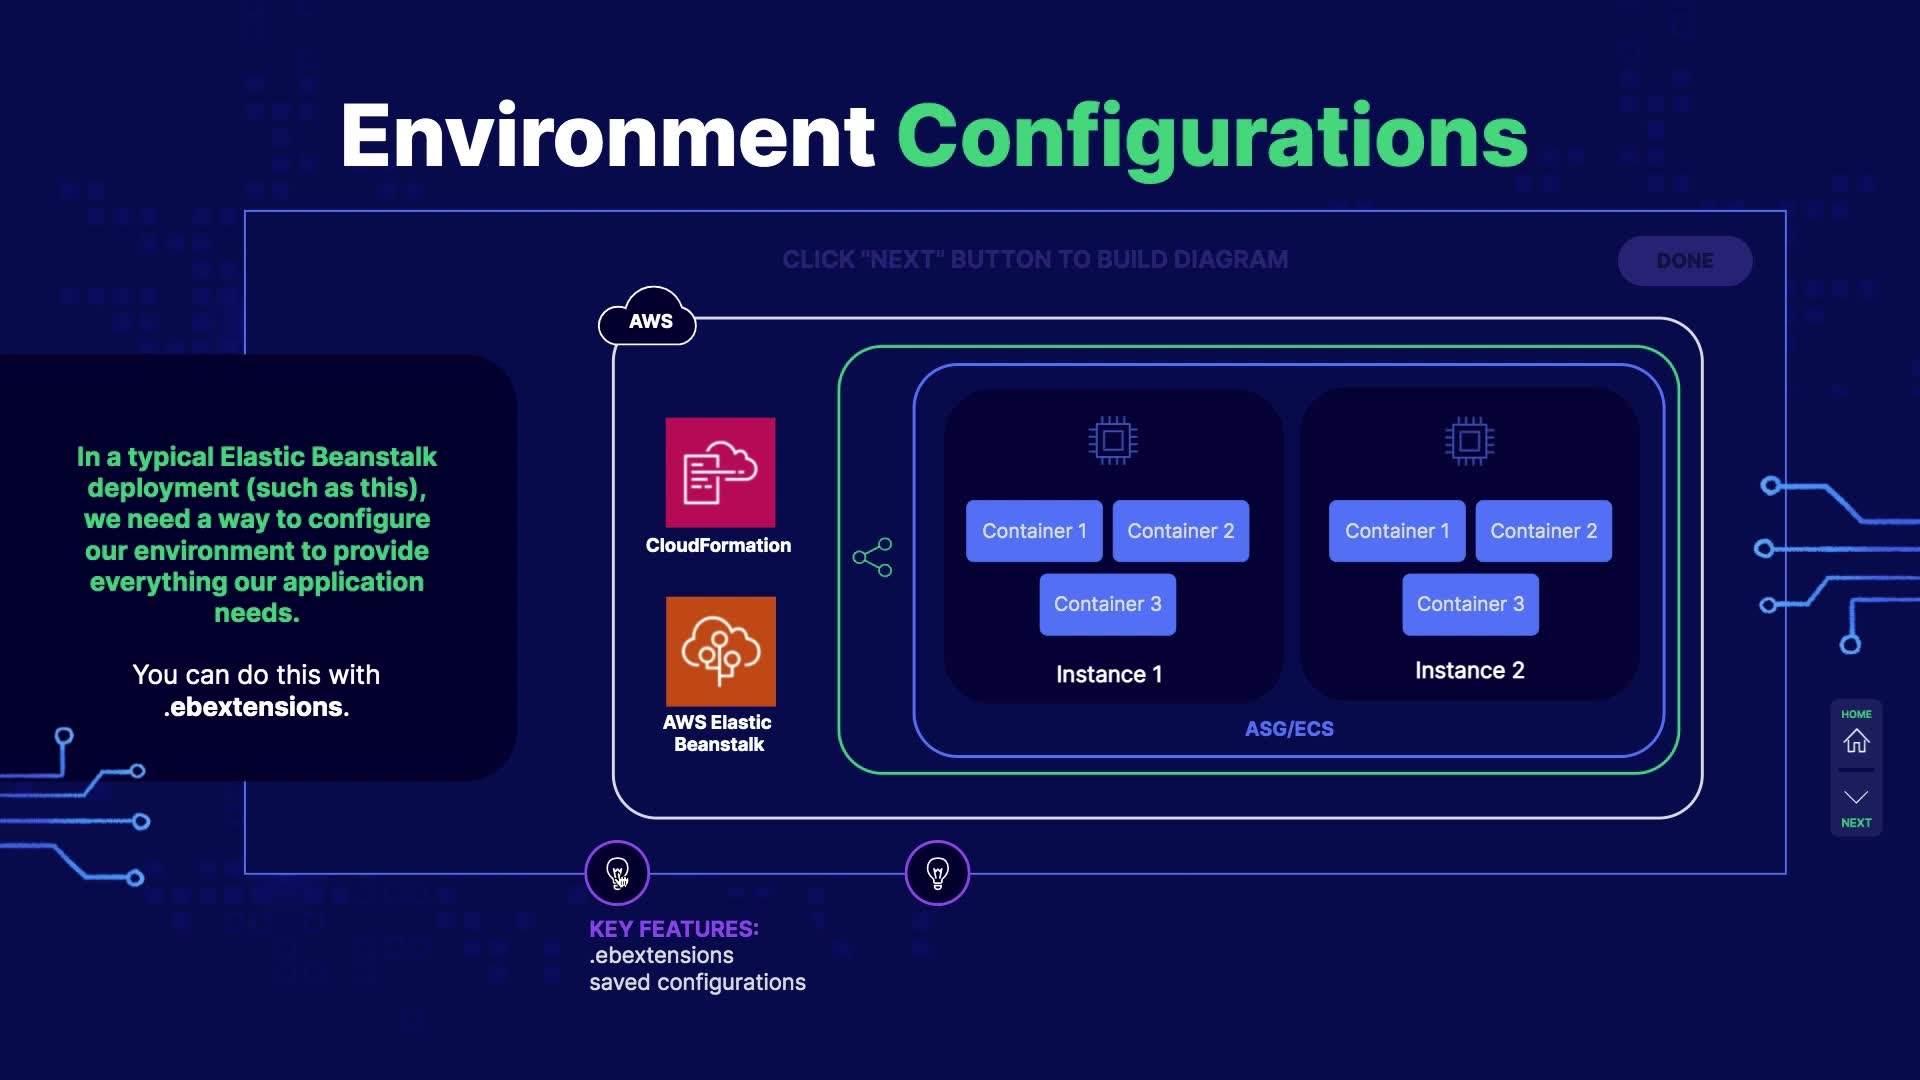 Environment Configurations
CLICK "NEXT" BUTTON TO BUILD DIAGRAM
DONE
AWS
In a typical Elastic Beanstalk
deployment (such as this),
we need a way to configure
our environment to provide
everything our application
needs.
You can do this with
.ebextensions.
CloudFormation
AWS Elastic
Beanstalk
Container 1
Container 2
Container 3
Instance 1
Container 1
Container 2
Container 3
Instance 2
ASG/ECS
HOME
NEXT
KEY FEATURES:
.ebextensions
saved configurations